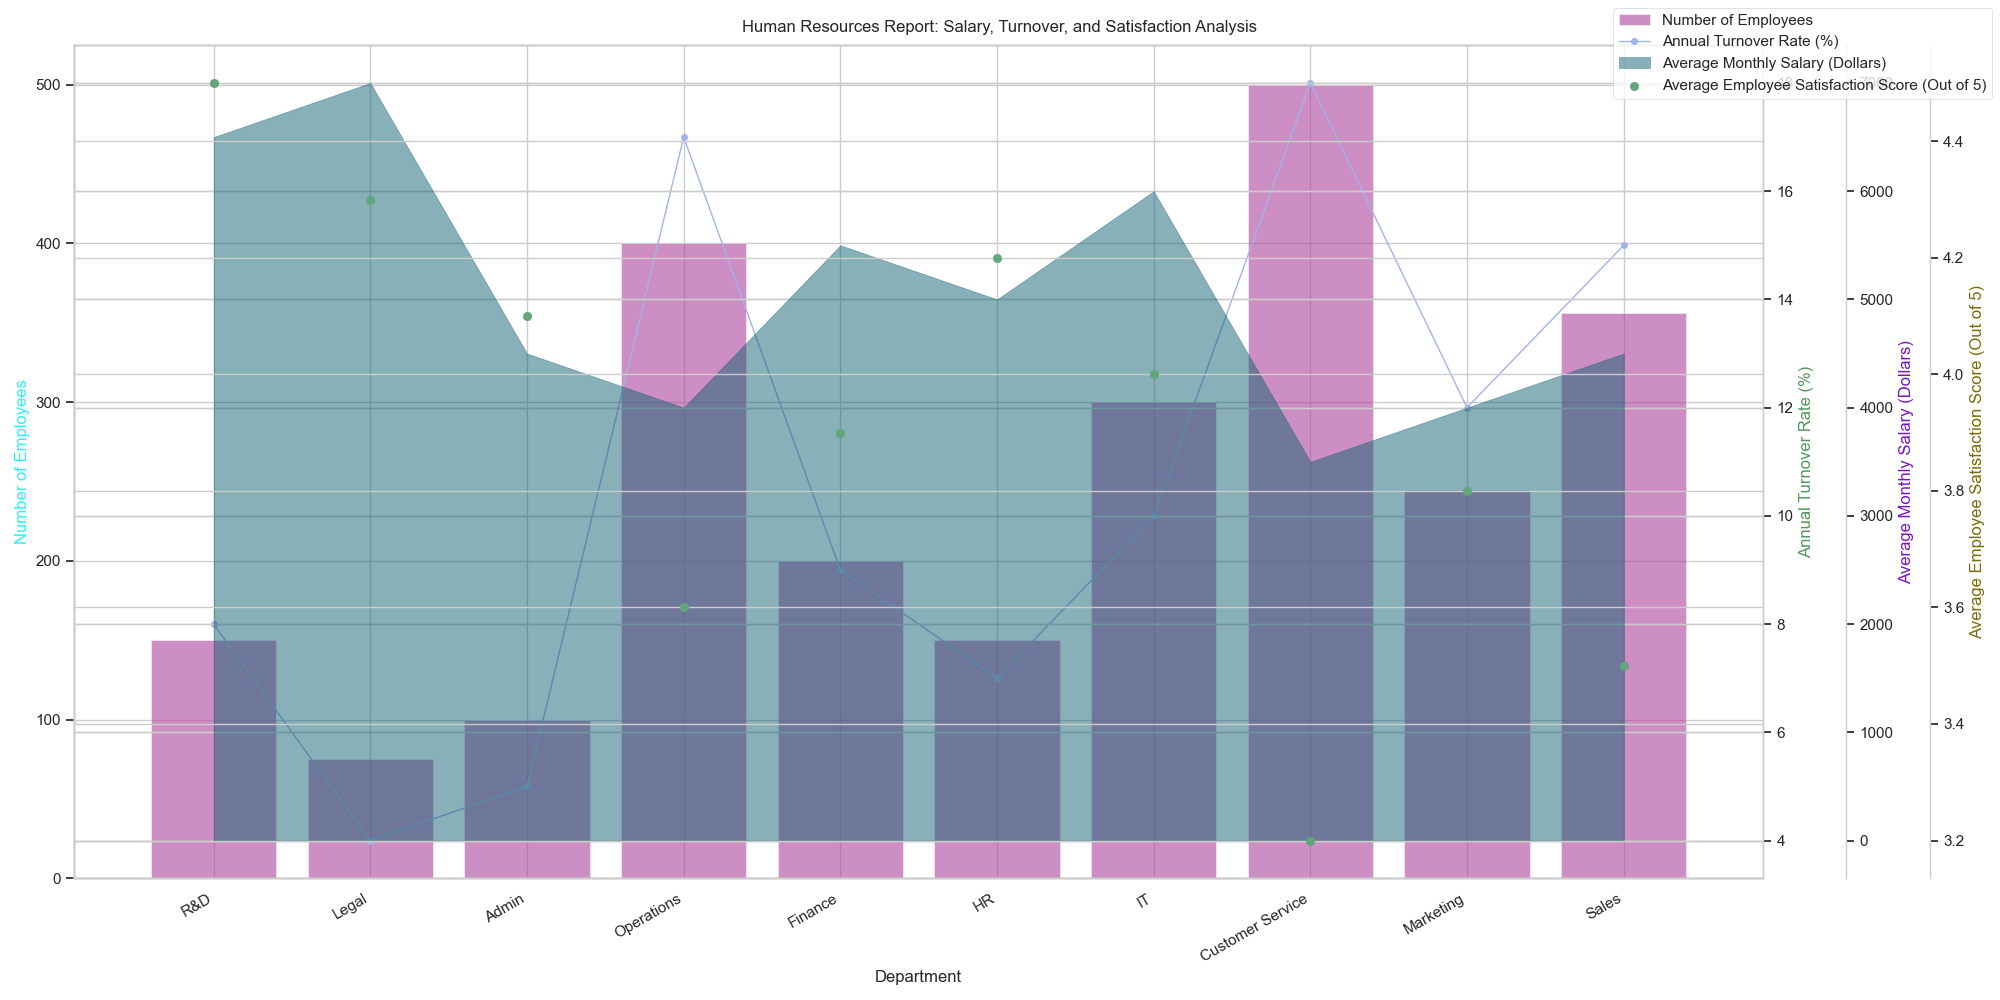 Human Resources Report: Salary, Turnover, and Satisfaction Analysis
Number of Employees
Annual Turnover Rate (%)
Average Monthly Salary (Dollars)
Average Employee Satisfaction Score (Out of 5)
Number of Employees
500
400
300
200
100
0
18
16
14
12
10
8
6
4
Annual Turnover Rate (%)
7000
6000
5000
4000
3000
2000
1000
0
Average Monthly Salary (Dollars)
4.4
4.2
4.0
3.8
3.6
3.4
3.2
Average Employee Satisfaction Score (Out of 5)
R&D
Legal
Admin
Operations
Finance
HR
IT
Customer Service
Marketing
Sales
Department